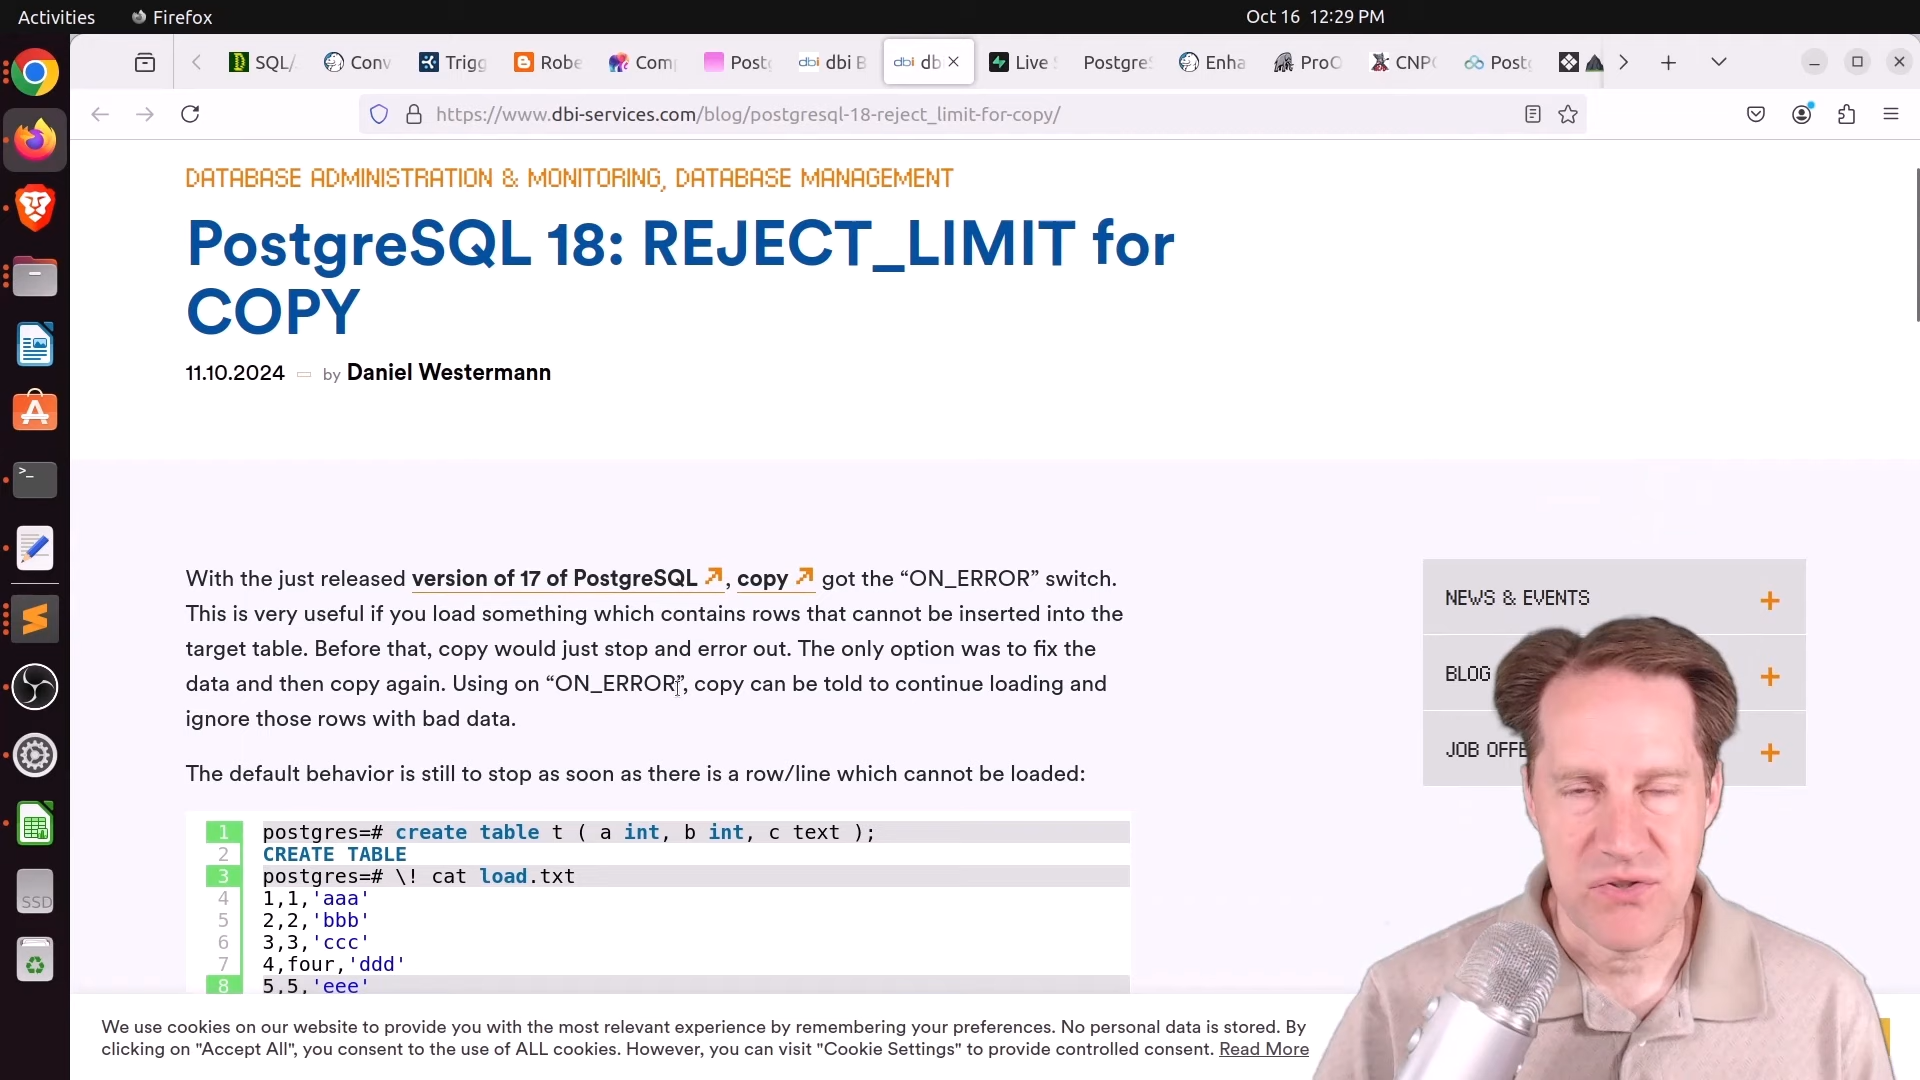 Activities
Firefox
Oct 16 12:29 PM
SQL/
Conv
Trigg
Robe
Com
Postg
dbi dbi B
dbi db
Live
Postgre
Enha
ProO
CNP
Post
https://www.dbi-services.com/blog/postgresql-18-reject_limit-for-copy/
DATABASE ADMINISTRATION & MONITORING, DATABASE MANAGEMENT
PostgreSQL 18: REJECT_LIMIT for
COPY
11.10.2024
by Daniel Westermann
With the just released version of 17 of PostgreSQL, copy got the “ON_ERROR” switch.
This is very useful if you load something which contains rows that cannot be inserted into the
target table. Before that, copy would just stop and error out. The only option was to fix the
data and then copy again. Using on “ON_ERROR”, copy can be told to continue loading and
ignore those rows with bad data.
The default behavior is still to stop as soon as there is a row/line which cannot be loaded:
1 postgres=# create table t ( a int, b int, c text );
2 CREATE TABLE
3 postgres=# \! cat load.txt
4 1,1,'aaa'
5 2,2,'bbb'
6 3,3,'ccc'
7 4,four,'ddd'
8 5,5,'eee'
NEWS & EVENTS
BLOG
JOB OFFE
SSD
We use cookies on our website to provide you with the most relevant experience by remembering your preferences. No personal data is stored. By
clicking on "Accept All", you consent to the use of ALL cookies. However, you can visit "Cookie Settings" to provide controlled consent. Read More